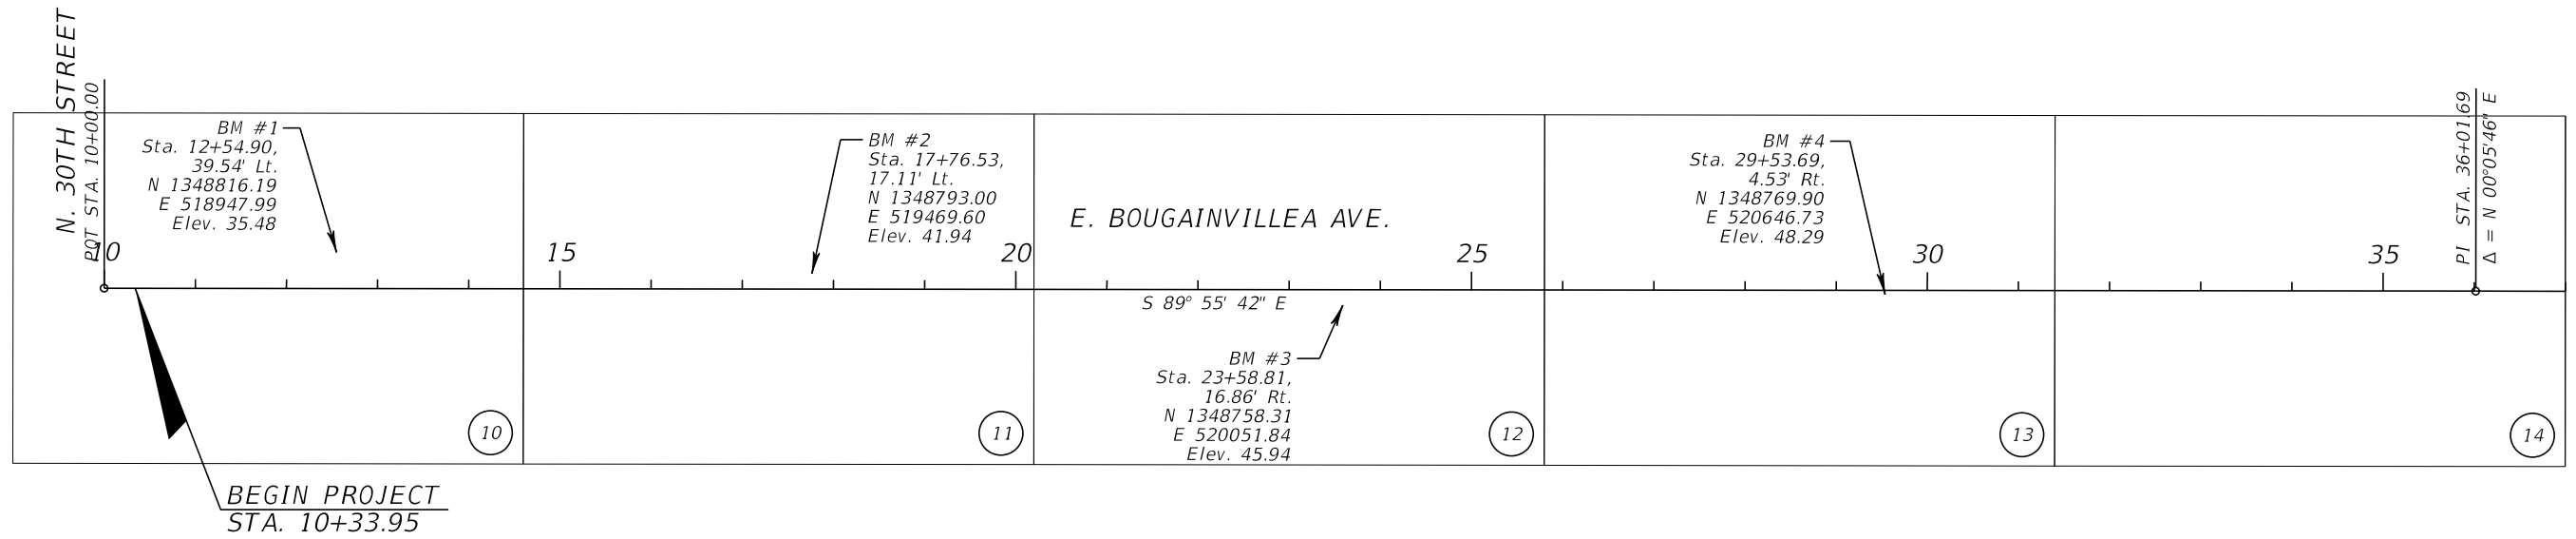 N. 30TH STREET
POT STA. 10+00.00
BM #1
Sta. 12+54.90,
39.54' Lt.
N 1348816.19
E 518947.99
Elev. 35.48
BM #2
Sta. 17+76.53,
17.11' Lt.
N 1348793.00
E 519469.60
Elev. 41.94
E. BOUGAINVILLEA AVE.
BM #4
Sta. 29+53.69,
4.53' Rt.
N 1348769.90
E 520646.73
Elev. 48.29
PI STA. 36+01.69
Δ = N 00°05'46" E
10
15
20
25
30
35
S 89° 55' 42" E
BM #3
Sta. 23+58.81,
16.86' Rt.
N 1348758.31
E 520051.84
Elev. 45.94
10
11
12
13
14
BEGIN PROJECT
STA. 10+33.95